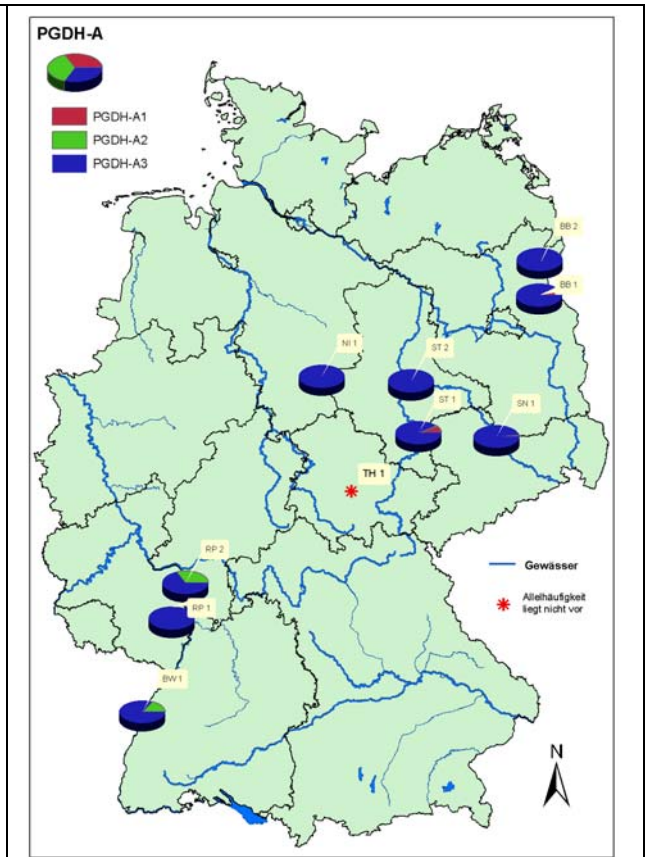 PGDH-A
PGDH-A1
PGDH-A2
PGDH-A3
BB 2
BB 1
NI 1
ST 2
ST 1
SN 1
TH 1
RP 2
RP 1
BW 1
Gewässer
Allelhäufigkeit
liegt nicht vor
N